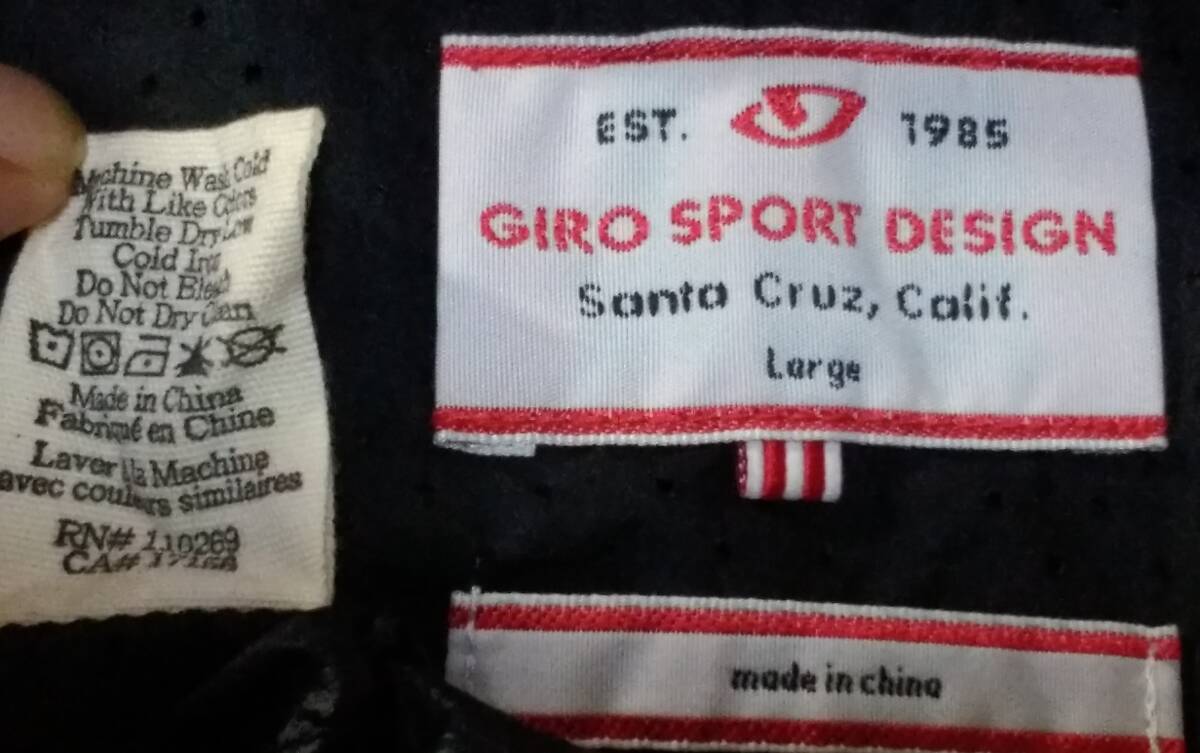 Machine Wash Cold
With Like Colors
Tumble Dry Low
Cold Iron
Do Not Bleach
Do Not Dry Clean
Made in China
Fabriqué en Chine
Laver à la Machine
avec couleurs similaires
RN# 110269
CA#
EST. 1985
GIRO SPORT DESIGN
Santa Cruz, Calif.
Large
made in china